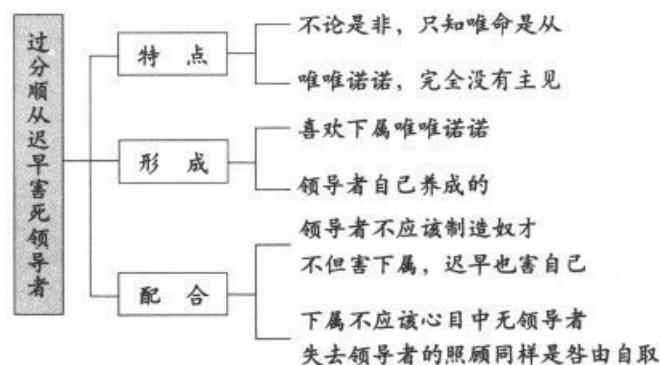 过分顺从迟早害死领导者
特点
不论是非，只知唯命是从
唯唯诺诺，完全没有主见
形成
喜欢下属唯唯诺诺
领导者自己养成的
配合
领导者不应该制造奴才
不但害下属，迟早也害自己
下属不应该心目中无领导者
失去领导者的照顾同样是咎由自取